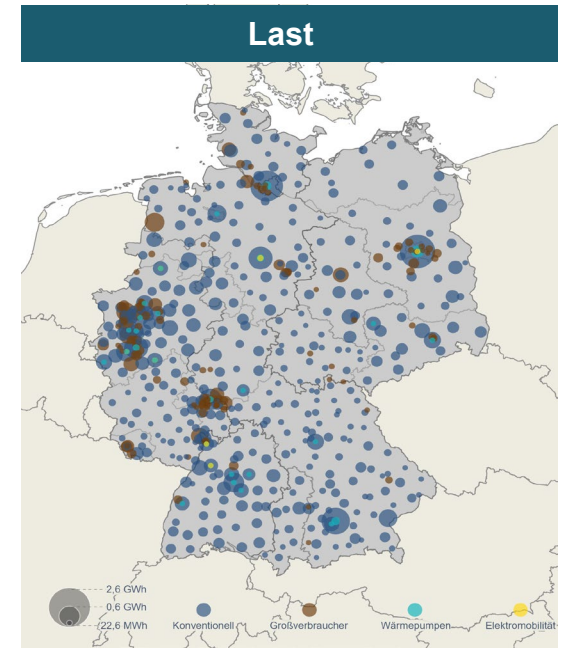 Last
2,6 GWh
0,6 GWh
22,6 MWh
Konventionell
Großverbraucher
Wärmepumpen
Elektromobilität